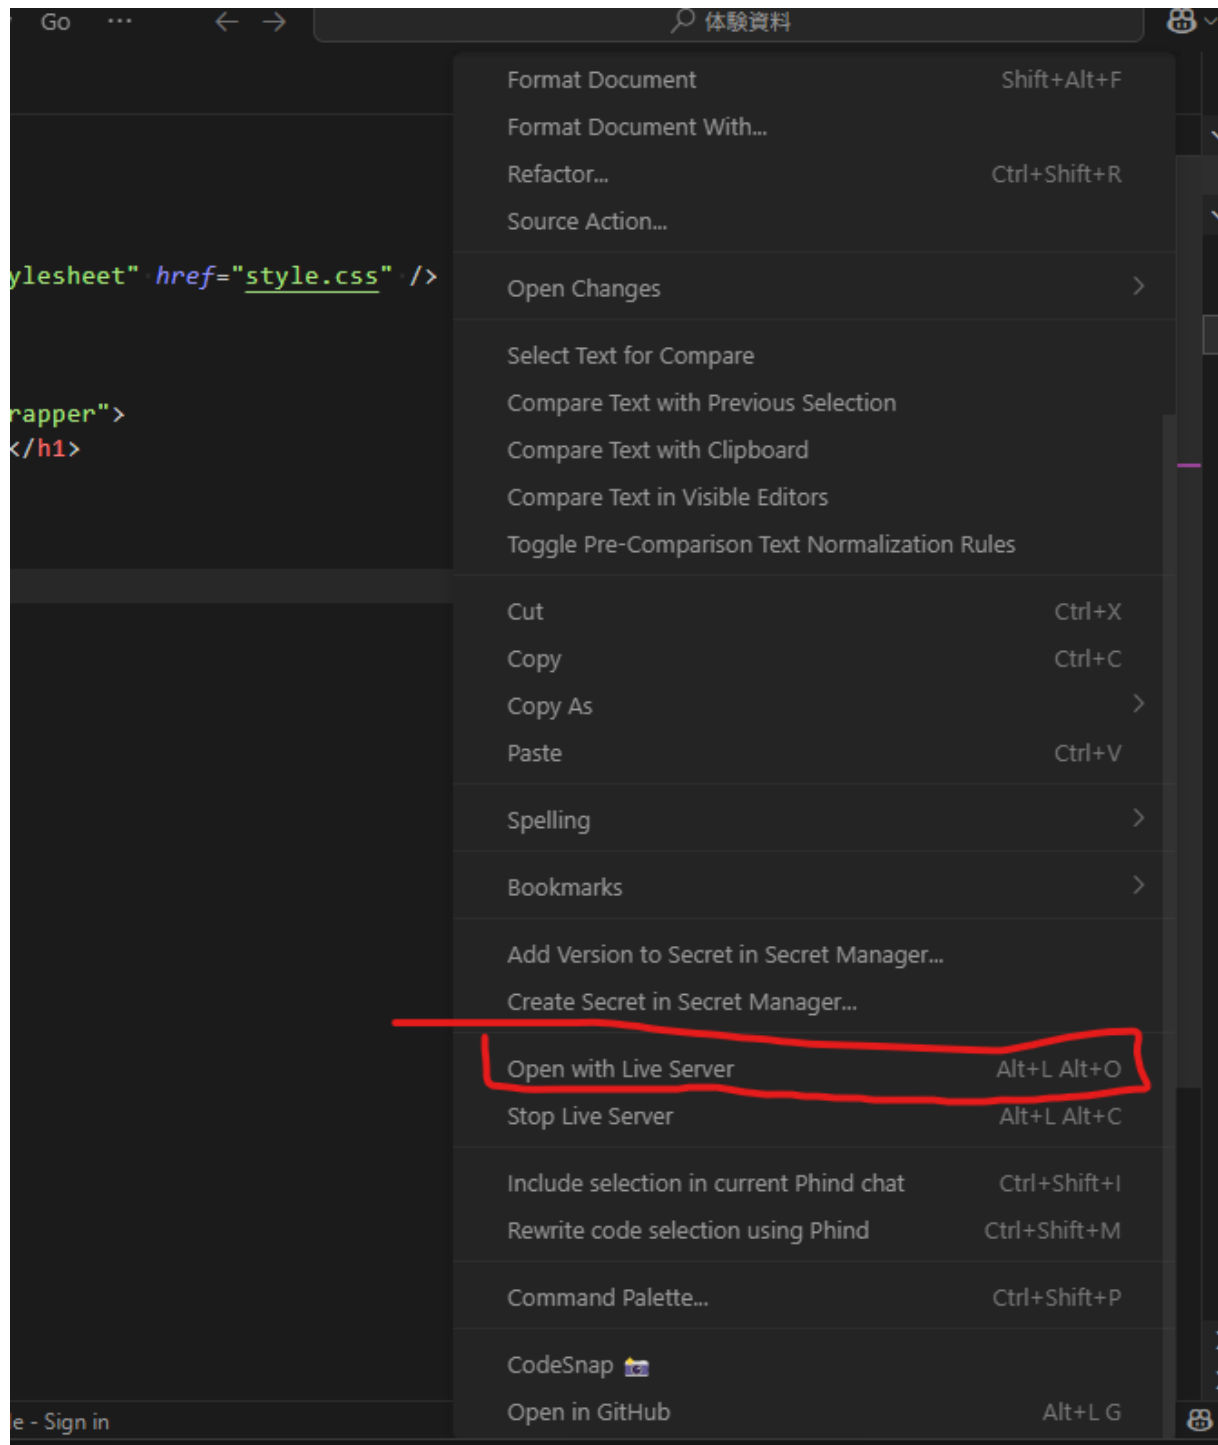 Go ···
体験資料
Format Document Shift+Alt+F
Format Document With...
Refactor... Ctrl+Shift+R
Source Action...
ylesheet" href="style.css" />
Open Changes
Select Text for Compare
rapper">
Compare Text with Previous Selection
</h1>
Compare Text with Clipboard
Compare Text in Visible Editors
Toggle Pre-Comparison Text Normalization Rules
Cut Ctrl+X
Copy Ctrl+C
Copy As
Paste Ctrl+V
Spelling
Bookmarks
Add Version to Secret in Secret Manager...
Create Secret in Secret Manager...
Open with Live Server Alt+L Alt+O
Stop Live Server Alt+L Alt+C
Include selection in current Phind chat Ctrl+Shift+I
Rewrite code selection using Phind Ctrl+Shift+M
Command Palette... Ctrl+Shift+P
CodeSnap 📸
Open in GitHub Alt+L G
e - Sign in